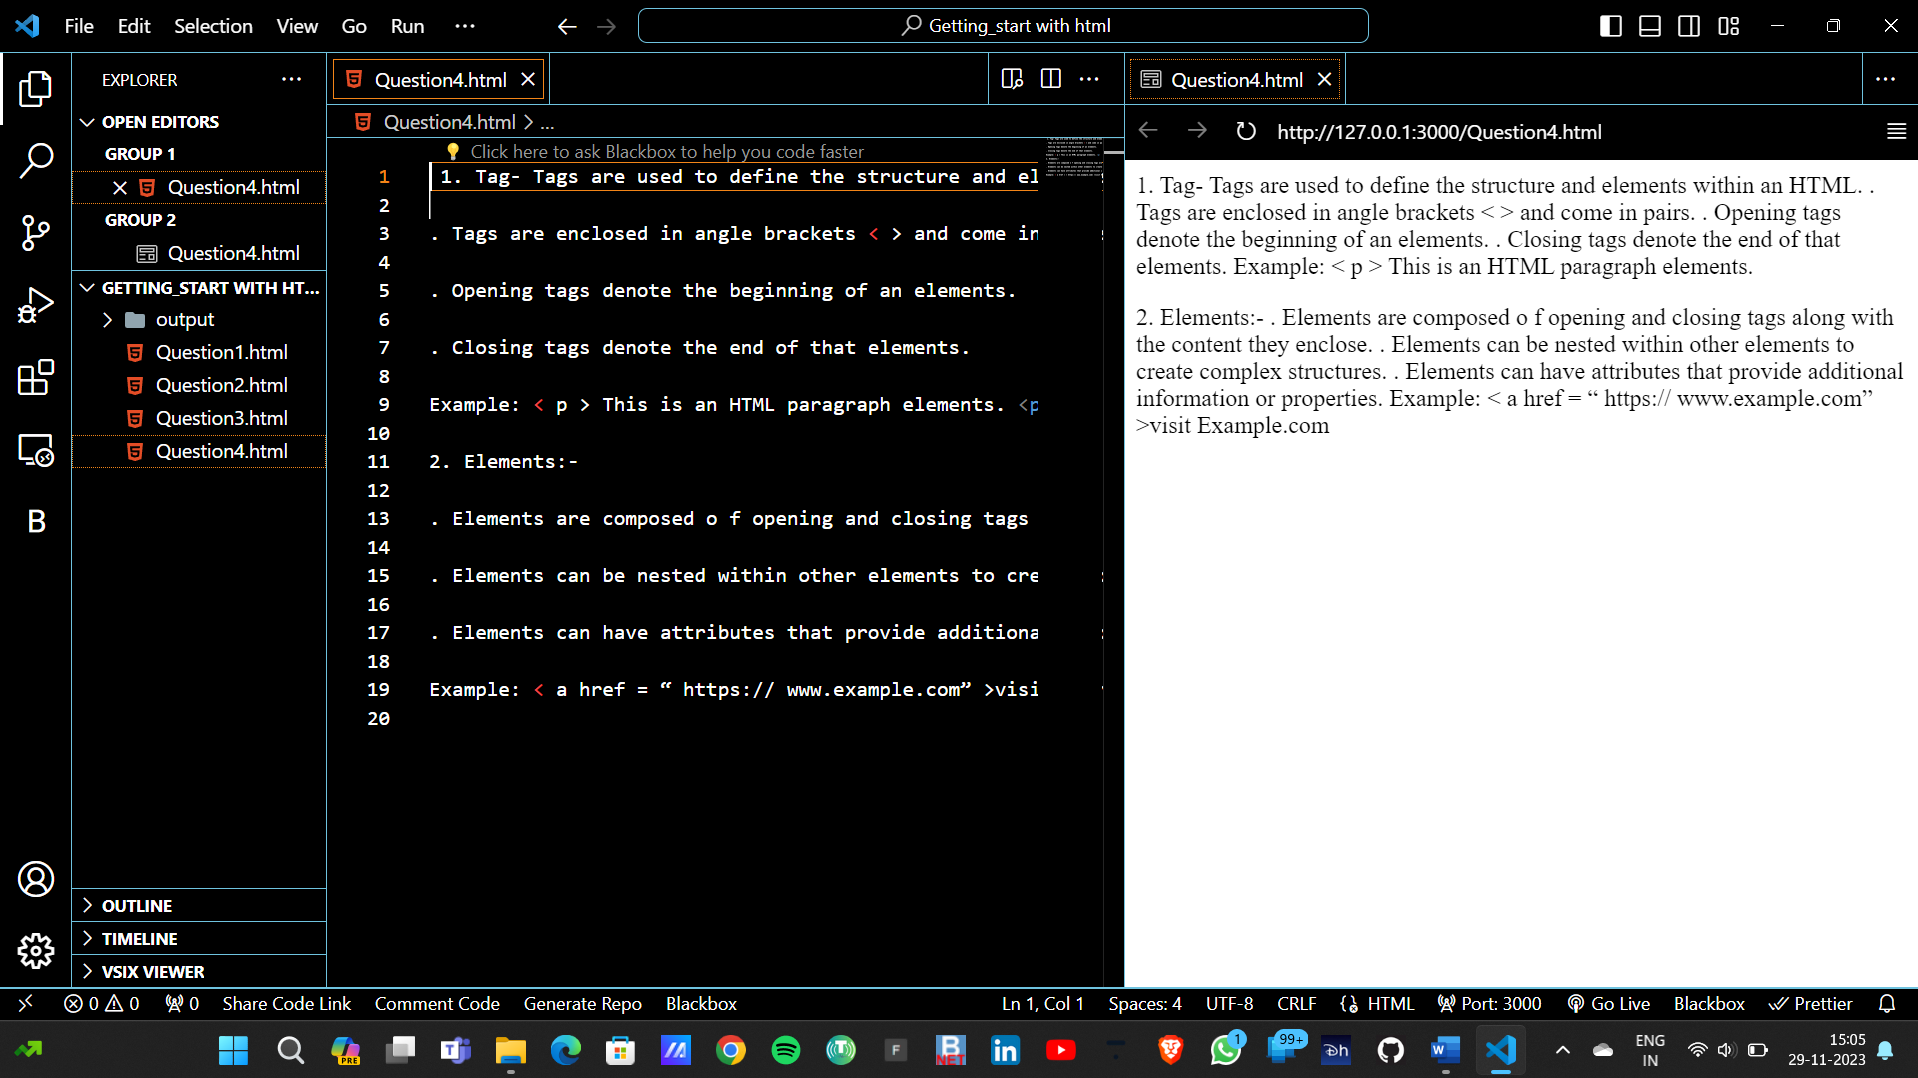 File Edit Selection View Go Run ...
Getting_start with html
EXPLORER
OPEN EDITORS
GROUP 1
Question4.html
GROUP 2
Question4.html
GETTING_START WITH HT...
output
Question1.html
Question2.html
Question3.html
Question4.html
OUTLINE
TIMELINE
VSIX VIEWER
B
Question4.html
Question4.html > ...
Click here to ask Blackbox to help you code faster
1 1. Tag- Tags are used to define the structure and el
2
3 . Tags are enclosed in angle brackets < > and come in
4
5 . Opening tags denote the beginning of an elements.
6
7 . Closing tags denote the end of that elements.
8
9 Example: < p > This is an HTML paragraph elements. <p
10
11 2. Elements:-
12
13 . Elements are composed o f opening and closing tags
14
15 . Elements can be nested within other elements to cre
16
17 . Elements can have attributes that provide additiona
18
19 Example: < a href = “ https:// www.example.com” >visi
20
Question4.html
http://127.0.0.1:3000/Question4.html
1. Tag- Tags are used to define the structure and elements within an HTML. .
Tags are enclosed in angle brackets < > and come in pairs. . Opening tags
denote the beginning of an elements. . Closing tags denote the end of that
elements. Example: < p > This is an HTML paragraph elements.
2. Elements:- . Elements are composed o f opening and closing tags along with
the content they enclose. . Elements can be nested within other elements to
create complex structures. . Elements can have attributes that provide additional
information or properties. Example: < a href = “ https:// www.example.com”
>visit Example.com
0 0 0 Share Code Link Comment Code Generate Repo Blackbox Ln 1, Col 1 Spaces: 4 UTF-8 CRLF HTML Port: 3000 Go Live Blackbox Prettier
PRE
F
B
.NET
in
1
99+
Dh
W
ENG
IN
15:05
29-11-2023